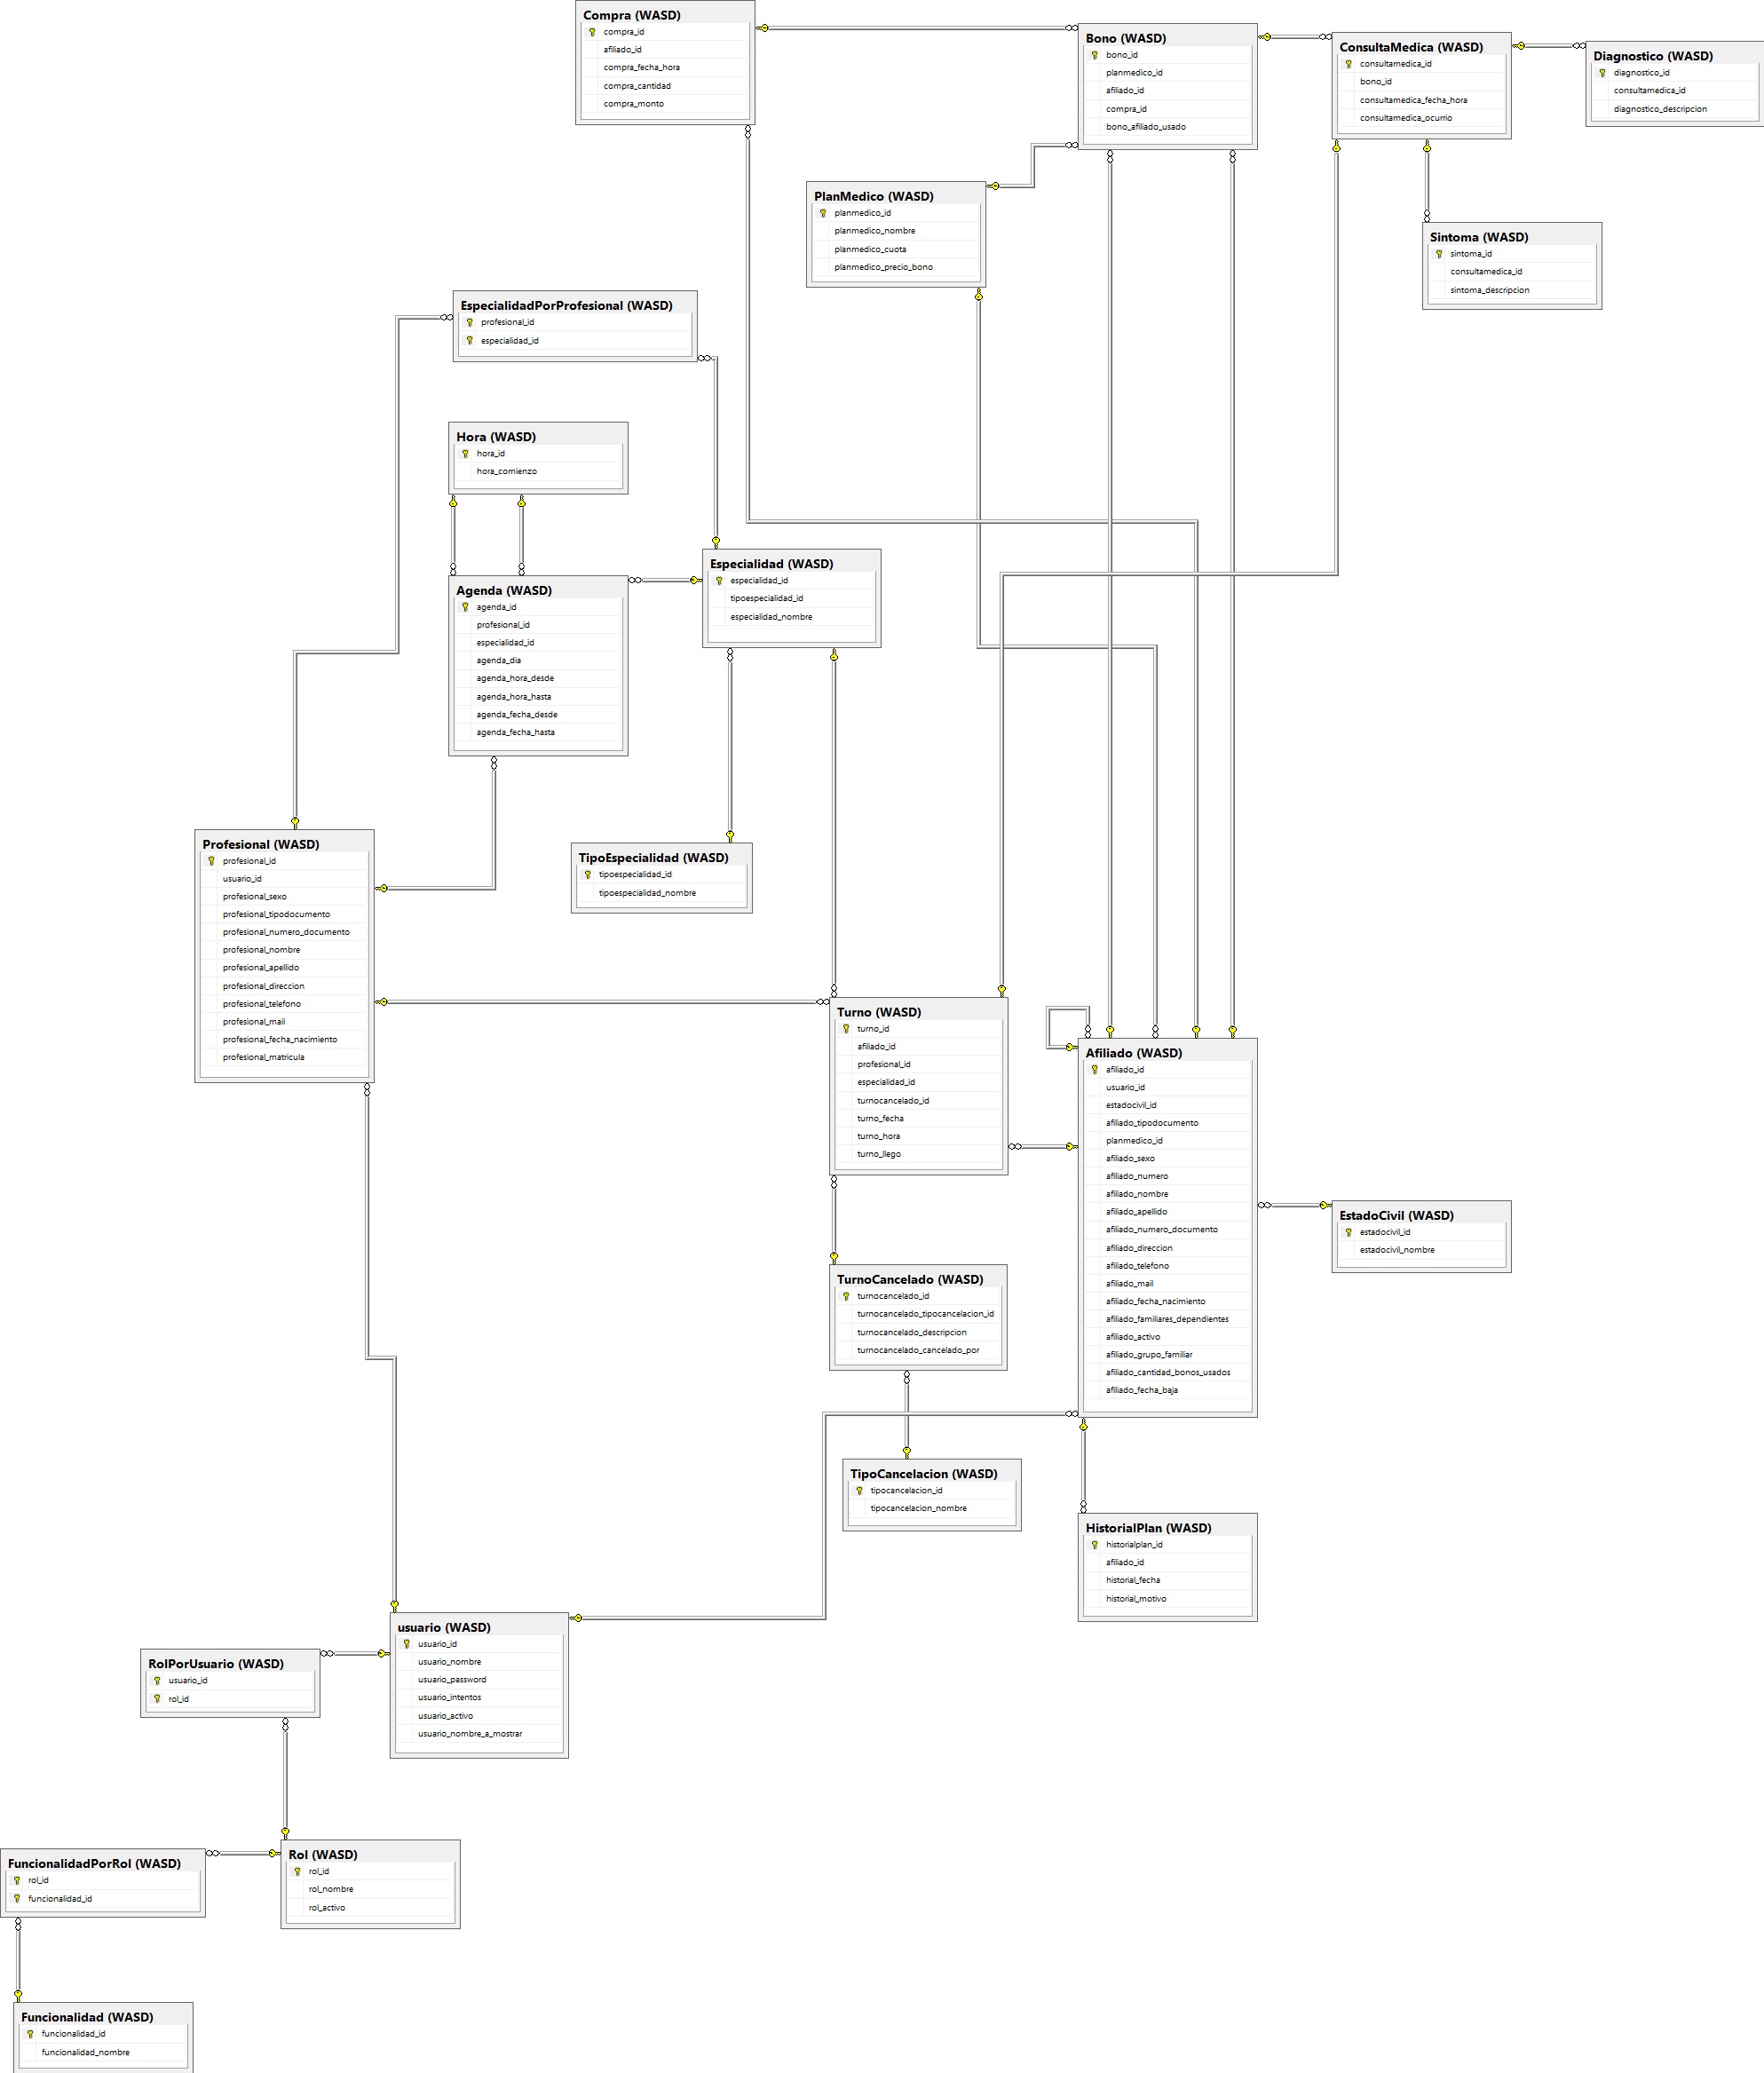 Compra (WASD)
compra_id
afiliado_id
compra_fecha_hora
compra_cantidad
compra_monto
Bono (WASD)
bono_id
planmedico_id
afiliado_id
compra_id
bono_afiliado_usado
ConsultaMedica (WASD)
consultamedica_id
bono_id
consultamedica_fecha_hora
consultamedica_ocurrio
Diagnostico (WASD)
diagnostico_id
consultamedica_id
diagnostico_descripcion
PlanMedico (WASD)
planmedico_id
planmedico_nombre
planmedico_cuota
planmedico_precio_bono
Sintoma (WASD)
sintoma_id
consultamedica_id
sintoma_descripcion
EspecialidadPorProfesional (WASD)
profesional_id
especialidad_id
Hora (WASD)
hora_id
hora_comienzo
Especialidad (WASD)
especialidad_id
tipoespecialidad_id
especialidad_nombre
Agenda (WASD)
agenda_id
profesional_id
especialidad_id
agenda_dia
agenda_hora_desde
agenda_hora_hasta
agenda_fecha_desde
agenda_fecha_hasta
Profesional (WASD)
profesional_id
usuario_id
profesional_sexo
profesional_tipodocumento
profesional_numero_documento
profesional_nombre
profesional_apellido
profesional_direccion
profesional_telefono
profesional_mail
profesional_fecha_nacimiento
profesional_matricula
TipoEspecialidad (WASD)
tipoespecialidad_id
tipoespecialidad_nombre
Turno (WASD)
turno_id
afiliado_id
profesional_id
especialidad_id
turnocancelado_id
turno_fecha
turno_hora
turno_llego
Afiliado (WASD)
afiliado_id
usuario_id
estadocivil_id
afiliado_tipodocumento
planmedico_id
afiliado_sexo
afiliado_numero
afiliado_nombre
afiliado_apellido
afiliado_numero_documento
afiliado_direccion
afiliado_telefono
afiliado_mail
afiliado_fecha_nacimiento
afiliado_familiares_dependientes
afiliado_activo
afiliado_grupo_familiar
afiliado_cantidad_bonos_usados
afiliado_fecha_baja
EstadoCivil (WASD)
estadocivil_id
estadocivil_nombre
TurnoCancelado (WASD)
turnocancelado_id
turnocancelado_tipocancelacion_id
turnocancelado_descripcion
turnocancelado_cancelado_por
TipoCancelacion (WASD)
tipocancelacion_id
tipocancelacion_nombre
HistorialPlan (WASD)
historialplan_id
afiliado_id
historial_fecha
historial_motivo
usuario (WASD)
usuario_id
usuario_nombre
usuario_password
usuario_intentos
usuario_activo
usuario_nombre_a_mostrar
RolPorUsuario (WASD)
usuario_id
rol_id
Rol (WASD)
rol_id
rol_nombre
rol_activo
FuncionalidadPorRol (WASD)
rol_id
funcionalidad_id
Funcionalidad (WASD)
funcionalidad_id
funcionalidad_nombre